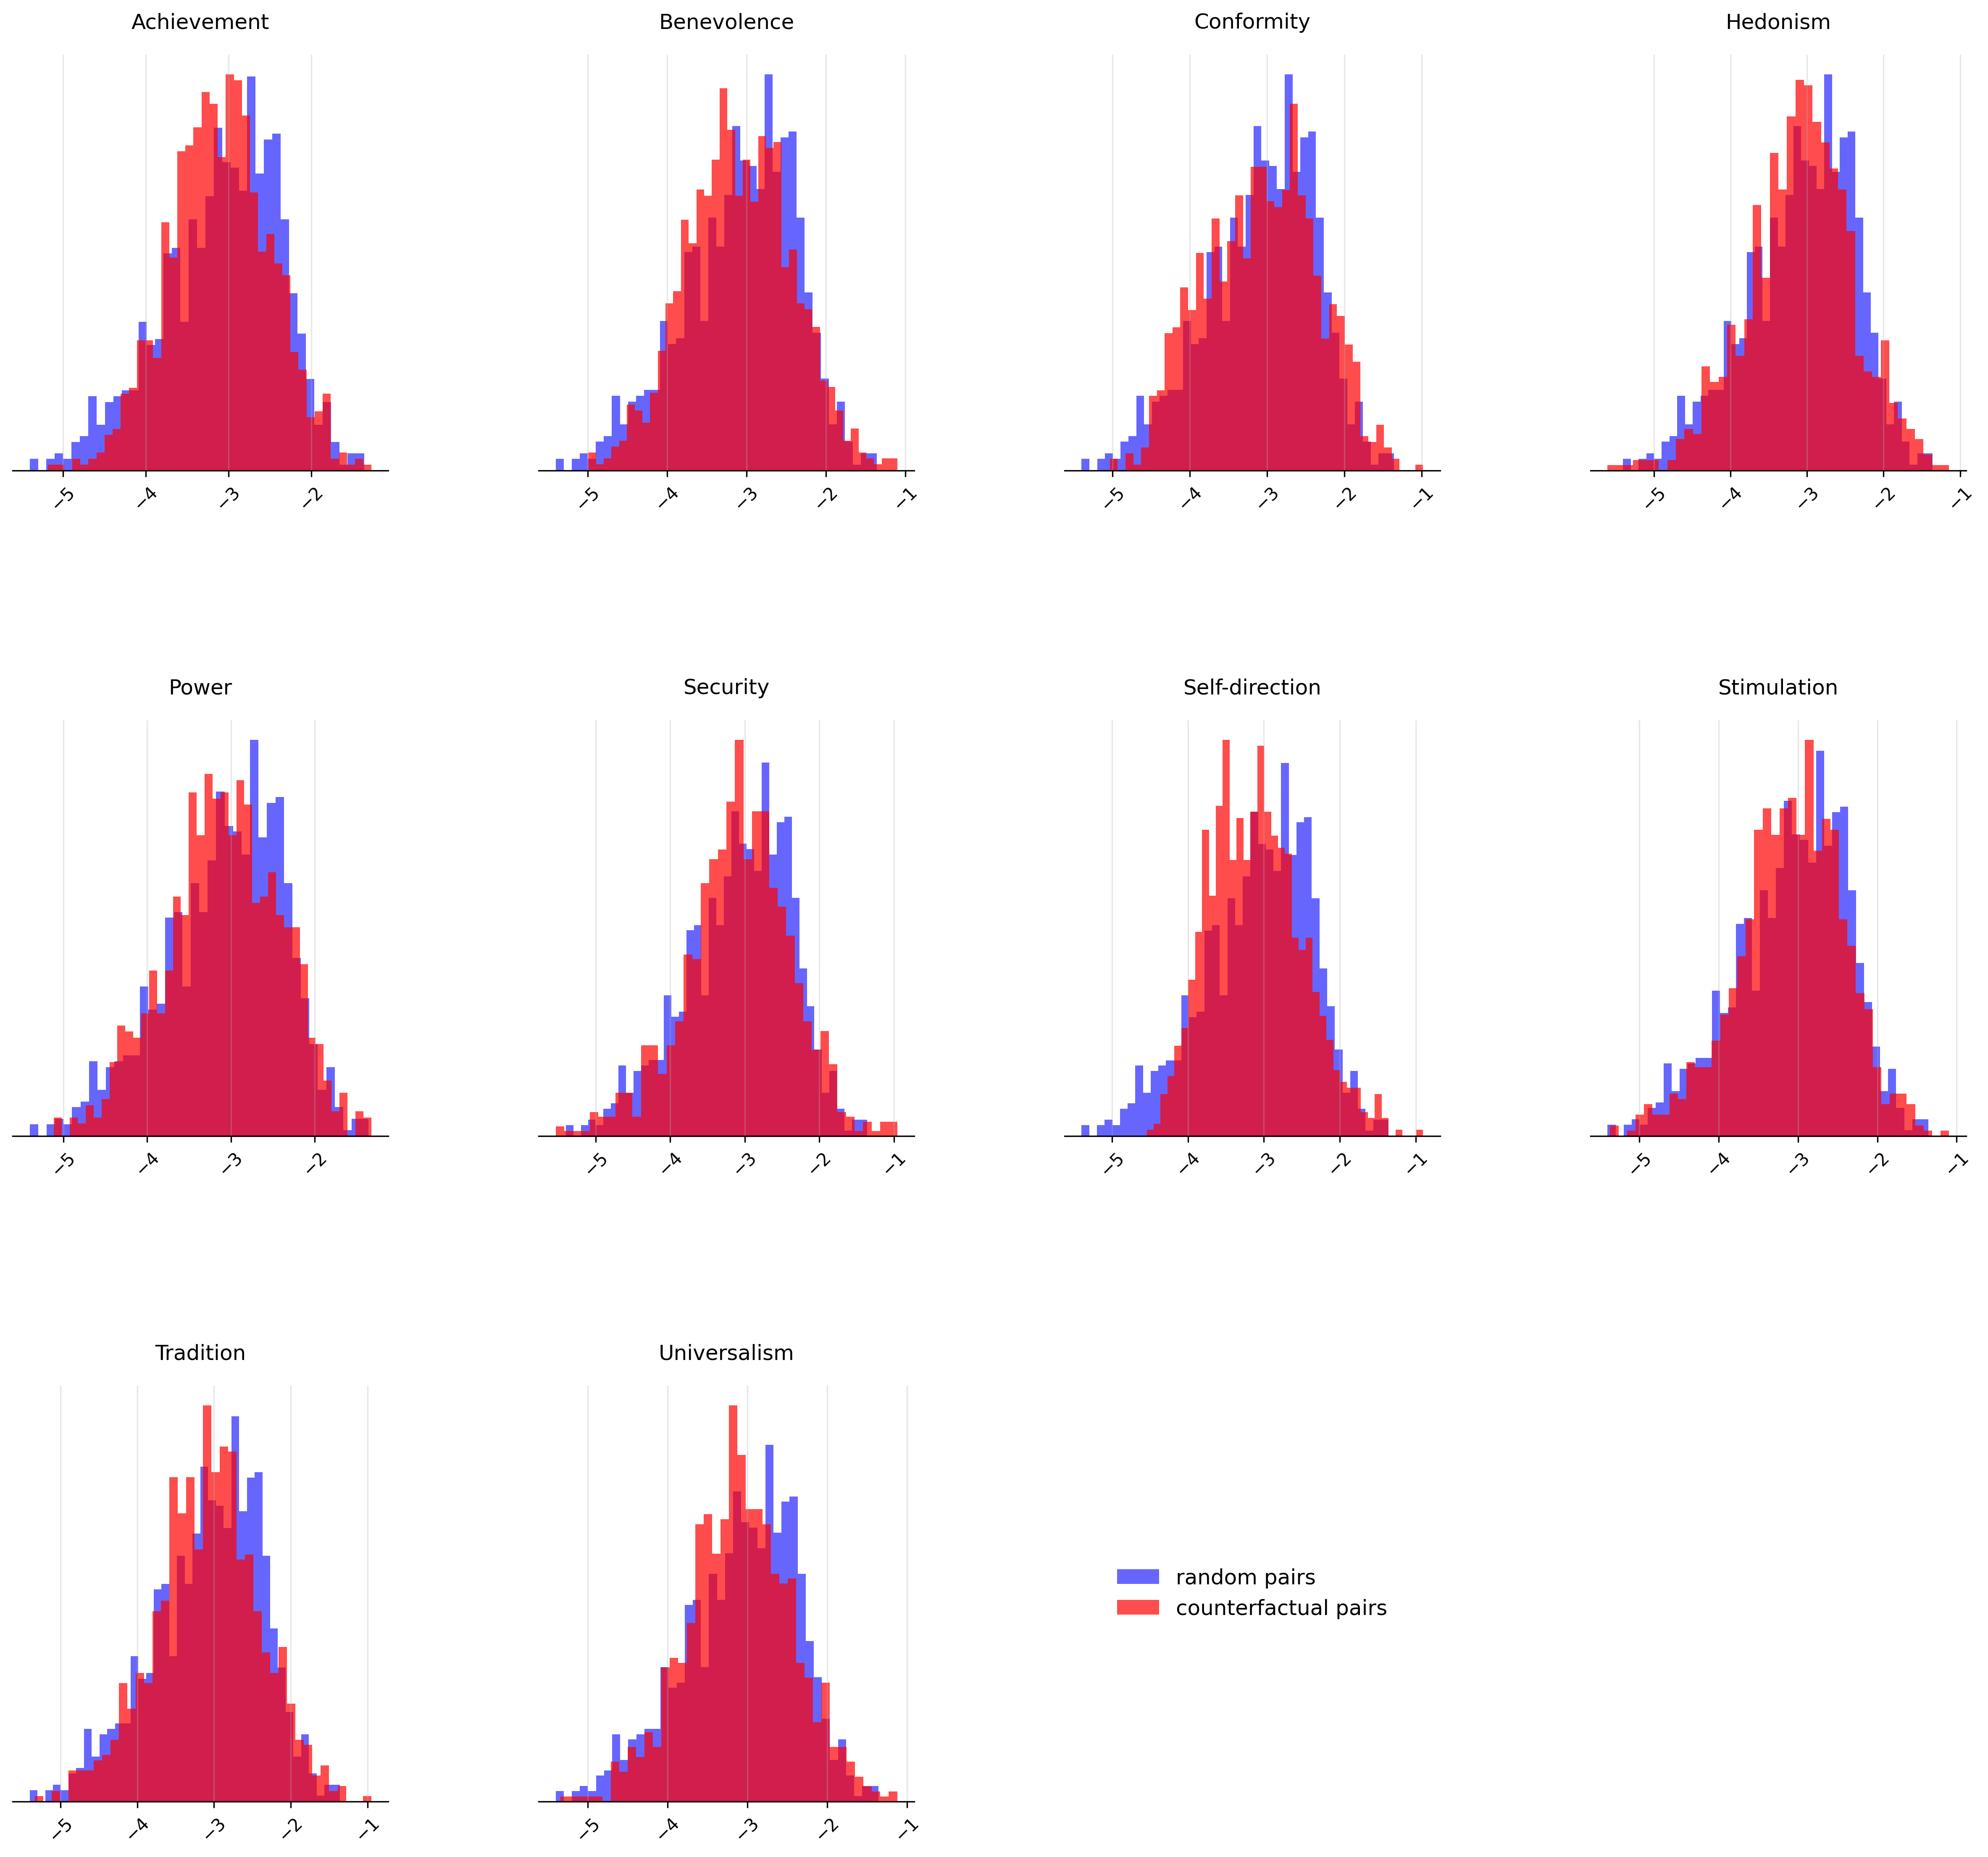 Achievement
Benevolence
Conformity
Hedonism
−5 −4 −3 −2
−5 −4 −3 −2 −1
−5 −4 −3 −2 −1
−5 −4 −3 −2 −1
Power
Security
Self-direction
Stimulation
−5 −4 −3 −2
−5 −4 −3 −2 −1
−5 −4 −3 −2 −1
−5 −4 −3 −2 −1
Tradition
Universalism
random pairs
counterfactual pairs
−5 −4 −3 −2 −1
−5 −4 −3 −2 −1